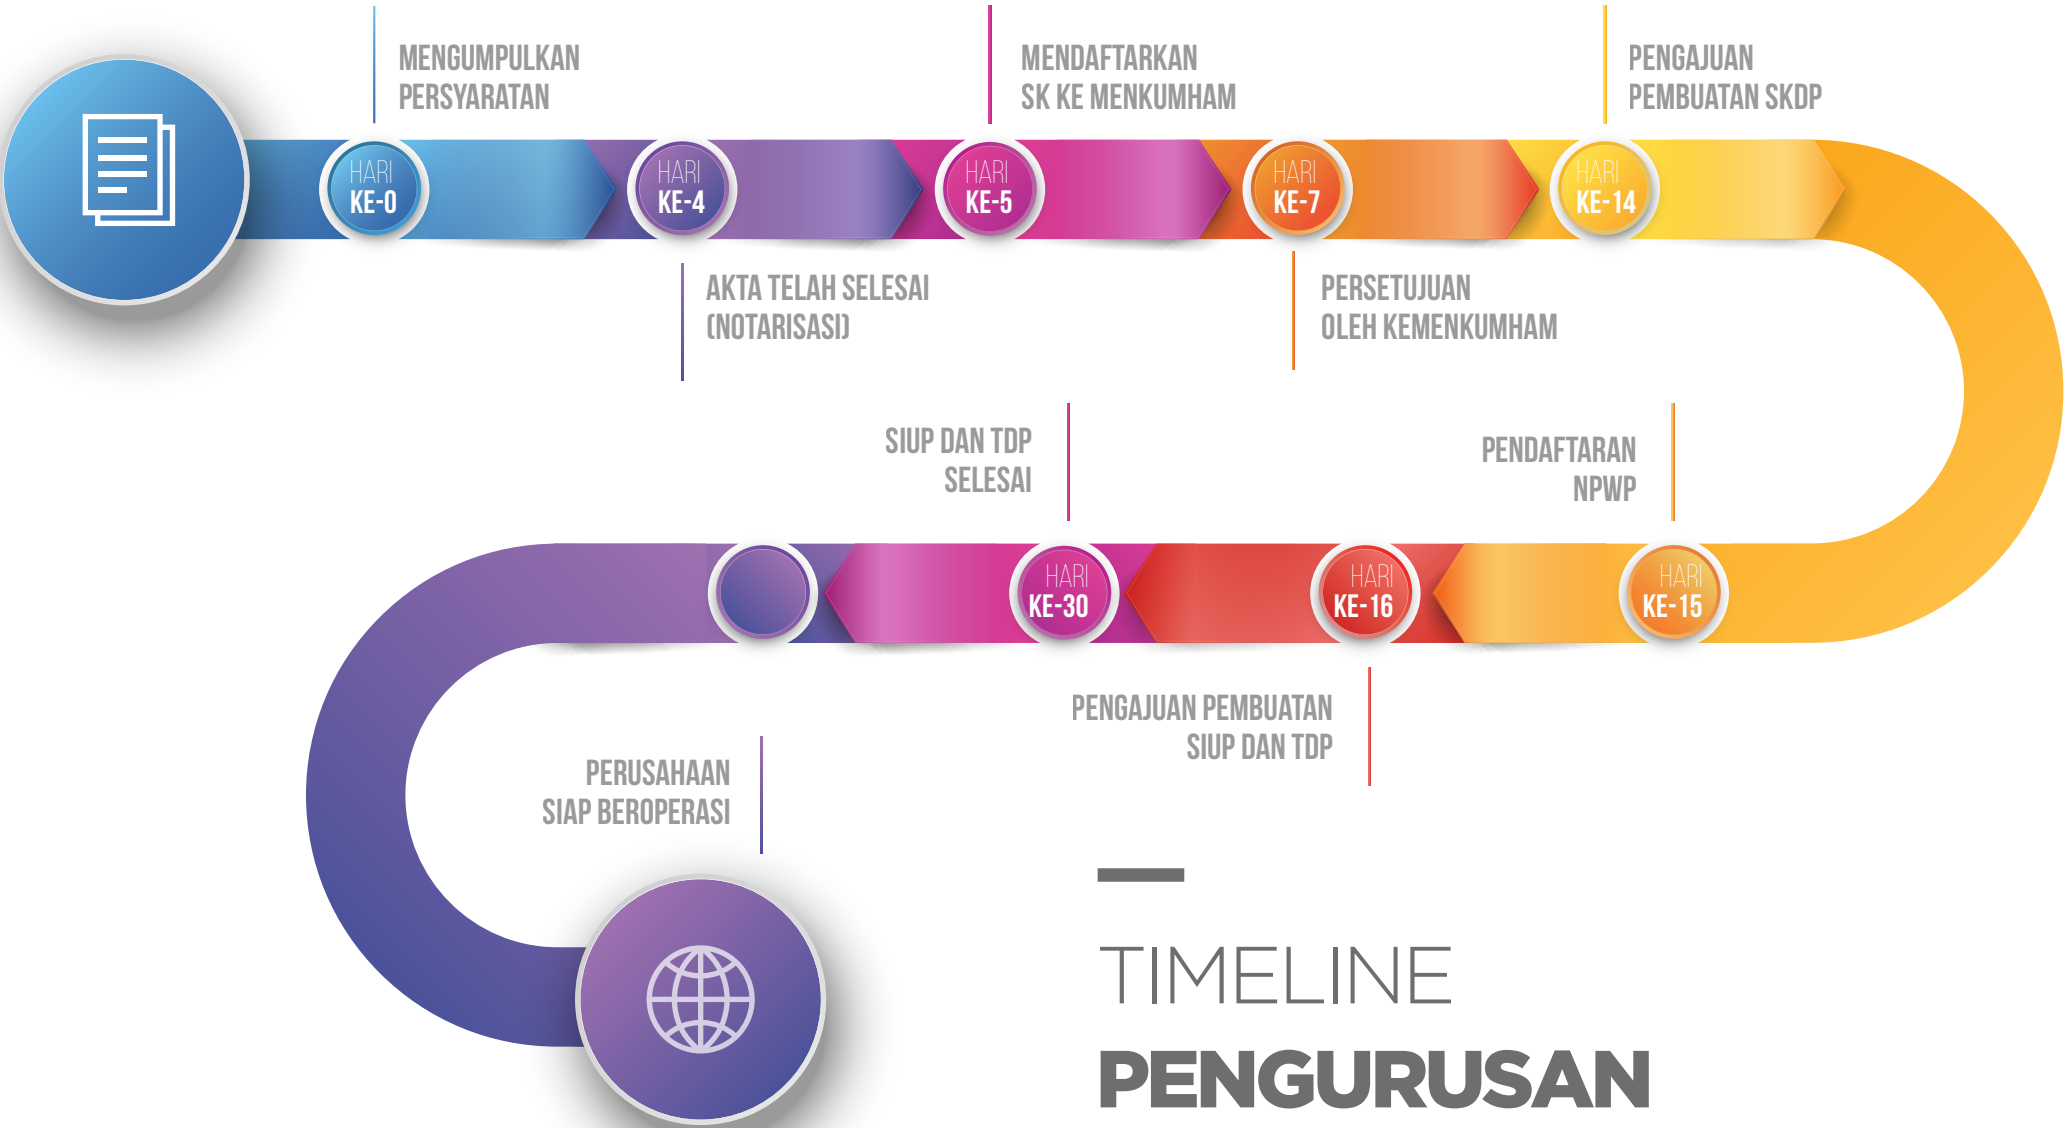 MENGUMPULKAN
PERSYARATAN
HARI
KE-0
HARI
KE-4
AKTA TELAH SELESAI
(NOTARISASI)
MENDAFTARKAN
SK KE MENKUMHAM
HARI
KE-5
HARI
KE-7
PERSETUJUAN
OLEH KEMENKUMHAM
PENGAJUAN
PEMBUATAN SKDP
HARI
KE-14
PENDAFTARAN
NPWP
HARI
KE-15
HARI
KE-16
PENGAJUAN PEMBUATAN
SIUP DAN TDP
SIUP DAN TDP
SELESAI
HARI
KE-30
PERUSAHAAN
SIAP BEROPERASI
TIMELINE
PENGURUSAN